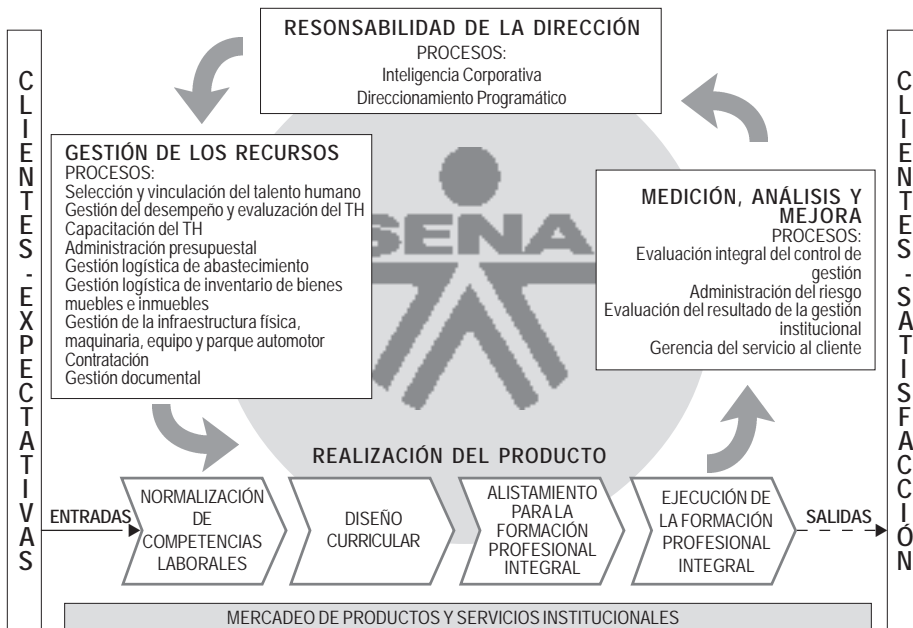 RESONSABILIDAD DE LA DIRECCIÓN
PROCESOS:
Inteligencia Corporativa
Direccionamiento Programático
CLIENTES - EXPECTATIVAS
GESTIÓN DE LOS RECURSOS
PROCESOS:
Selección y vinculación del talento humano
Gestión del desempeño y evaluzación del TH
Capacitación del TH
Administración presupuestal
Gestión logística de abastecimiento
Gestión logística de inventario de bienes
muebles e inmuebles
Gestión de la infraestructura física,
maquinaria, equipo y parque automotor
Contratación
Gestión documental
SENA
MEDICIÓN, ANÁLISIS Y
MEJORA
PROCESOS:
Evaluación integral del control de
gestión
Administración del riesgo
Evaluación del resultado de la gestión
institucional
Gerencia del servicio al cliente
CLIENTES - SATISFACCIÓN
REALIZACIÓN DEL PRODUCTO
ENTRADAS
NORMALIZACIÓN
DE
COMPETENCIAS
LABORALES
DISEÑO
CURRICULAR
ALISTAMIENTO
PARA LA
FORMACIÓN
PROFESIONAL
INTEGRAL
EJECUCIÓN DE
LA FORMACIÓN
PROFESIONAL
INTEGRAL
SALIDAS
MERCADEO DE PRODUCTOS Y SERVICIOS INSTITUCIONALES